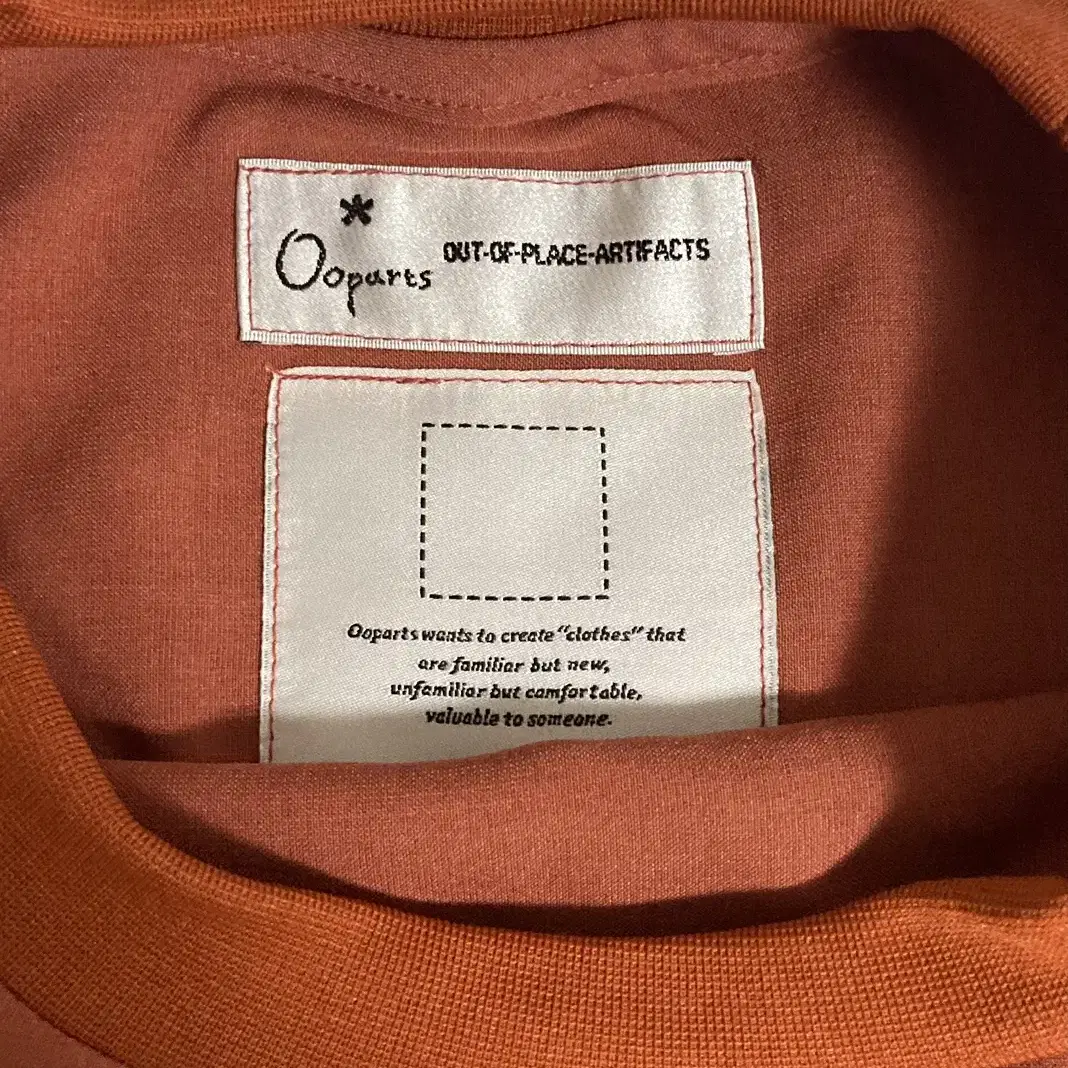 *
Ooparts OUT-OF-PLACE-ARTIFACTS
Ooparts wants to create "clothes" that
are familiar but new,
unfamiliar but comfortable,
valuable to someone.